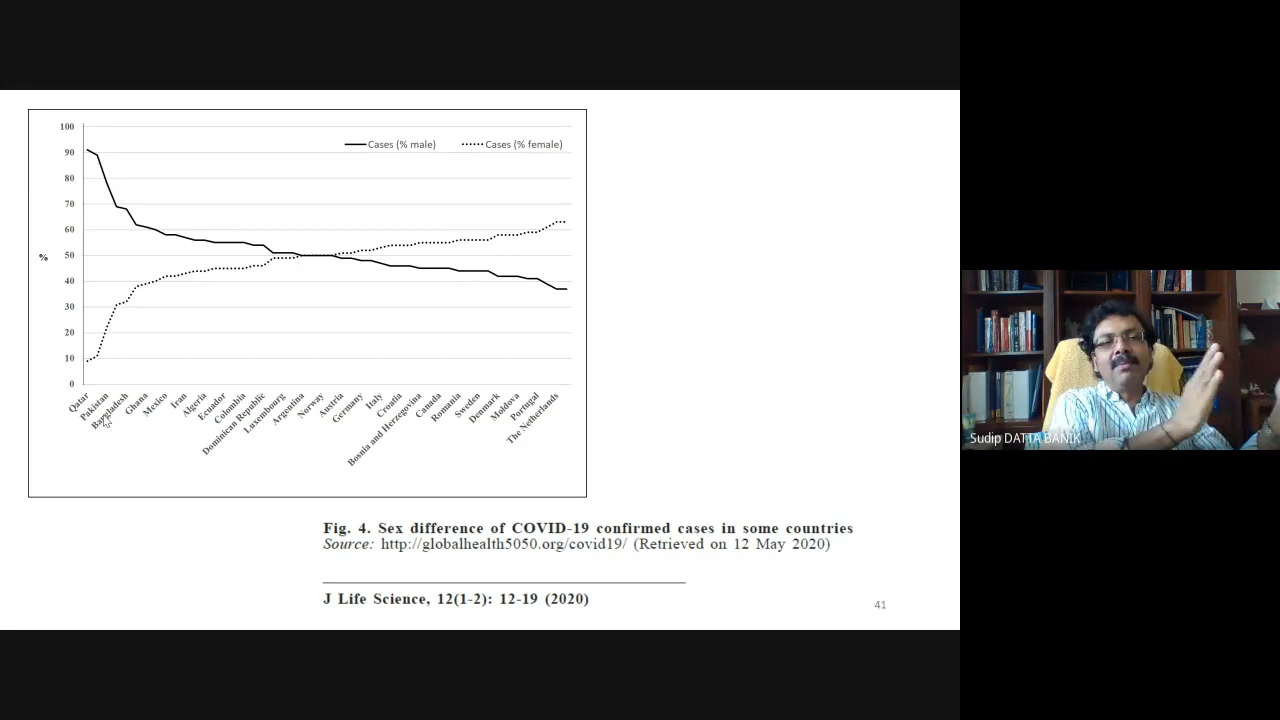 100
90
80
70
60
50
40
30
20
10
0
%
Cases (% male)
Cases (% female)
Qatar
Pakistan
Bangladesh
Ghana
Mexico
Iran
Algeria
Ecuador
Colombia
Dominican Republic
Luxembourg
Argentina
Norway
Austria
Germany
Italy
Croatia
Bosnia and Herzegovina
Canada
Romania
Sweden
Denmark
Moldova
Portugal
The Netherlands
Fig. 4. Sex difference of COVID-19 confirmed cases in some countries
Source: http://globalhealth5050.org/covid19/ (Retrieved on 12 May 2020)
J Life Science, 12(1-2): 12-19 (2020)
41
Sudip DATTA BANIK